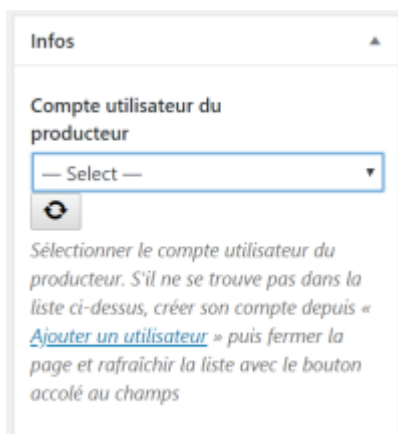 Infos
Compte utilisateur du
producteur
— Select —
Sélectionner le compte utilisateur du
producteur. S'il ne se trouve pas dans la
liste ci-dessus, créer son compte depuis «
Ajouter un utilisateur » puis fermer la
page et rafraîchir la liste avec le bouton
accolé au champs